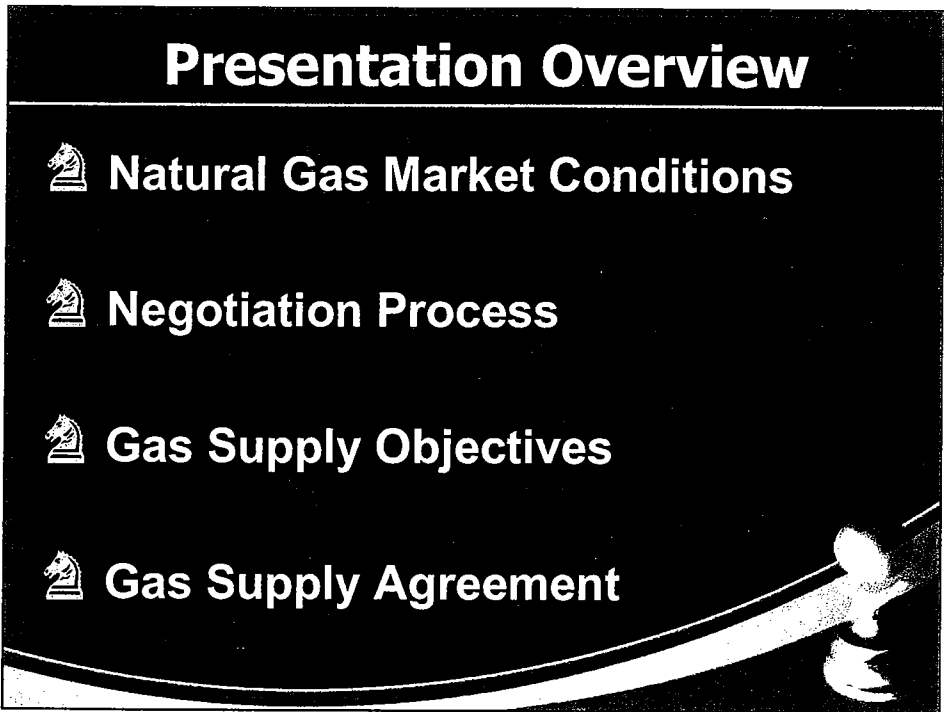 Presentation Overview
Natural Gas Market Conditions
Negotiation Process
Gas Supply Objectives
Gas Supply Agreement